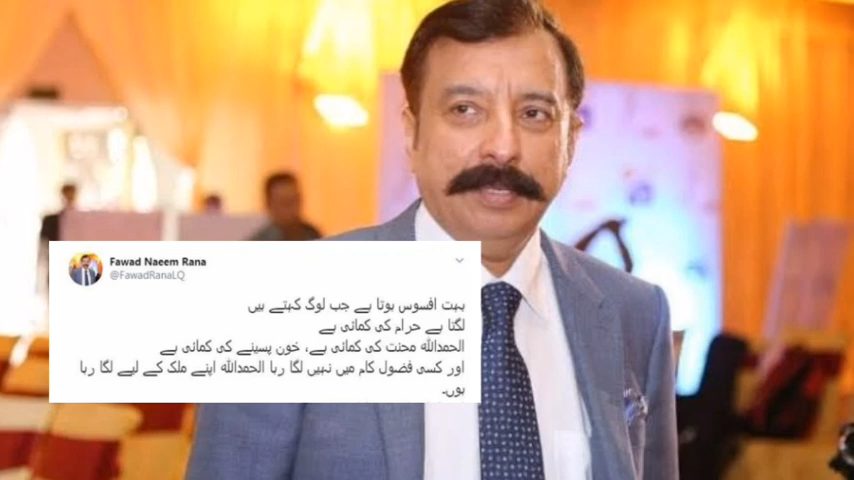 Fawad Naeem Rana
@FawadRanaLQ
بہت افسوس ہوتا ہے جب لوگ کہتے ہیں
لگتا ہے حرام کی کمائی ہے
الحمدالله محنت کی کمائی ہے، خون پسینے کی کمائی ہے
اور کسی فضول کام میں نہیں لگا رہا الحمدالله اپنے ملک کے لیے لگا رہا
ہوں۔